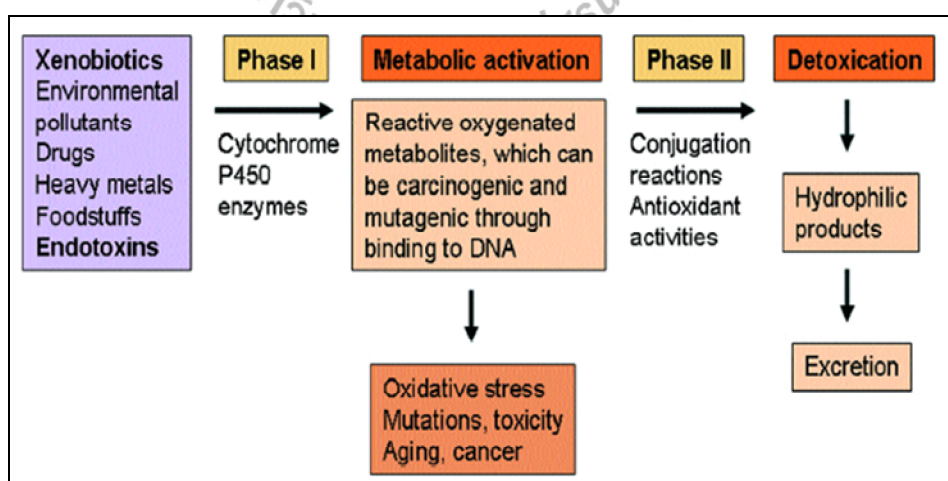 Xenobiotics
Environmental
pollutants
Drugs
Heavy metals
Foodstuffs
Endotoxins
Phase I
Cytochrome
P450
enzymes
Metabolic activation
Reactive oxygenated
metabolites, which can
be carcinogenic and
mutagenic through
binding to DNA
Oxidative stress
Mutations, toxicity
Aging, cancer
Phase II
Conjugation
reactions
Antioxidant
activities
Detoxication
Hydrophilic
products
Excretion